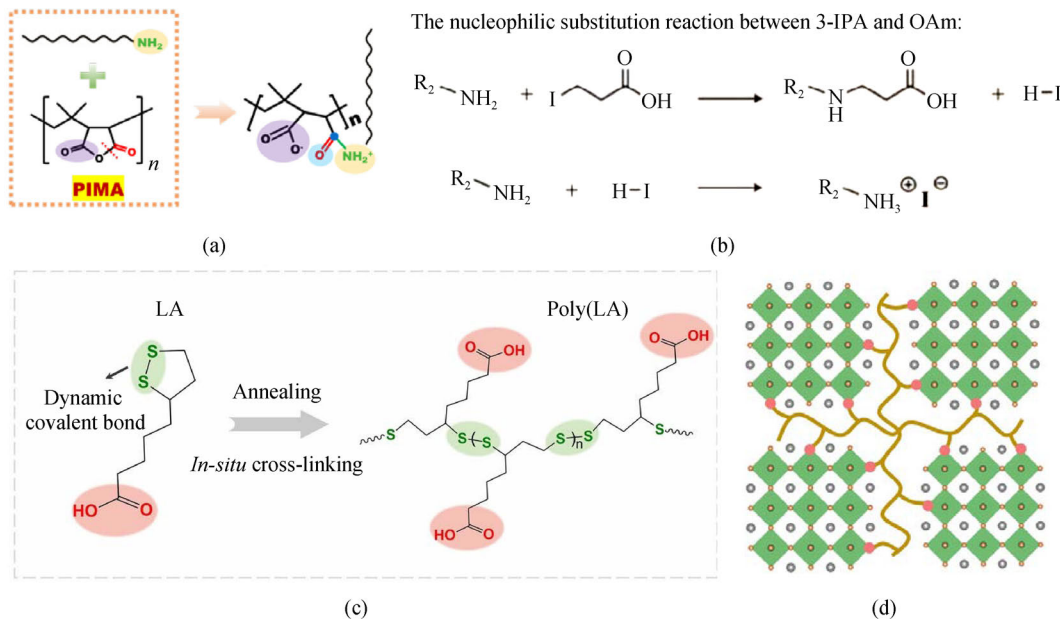 NH2
PIMA
n
O
O
O
n
O
O-
O
NH2+
(a)
The nucleophilic substitution reaction between 3-IPA and OAm:
R2 NH2 + I O OH R2 N H O OH + H-I
R2 NH2 + H-I R2 NH3 ⊕ I ⊖
(b)
LA
S
S
Dynamic
covalent bond
HO O
Annealing
In-situ cross-linking
Poly(LA)
O OH
O OH
S S S S n S S
HO O
(c)
(d)